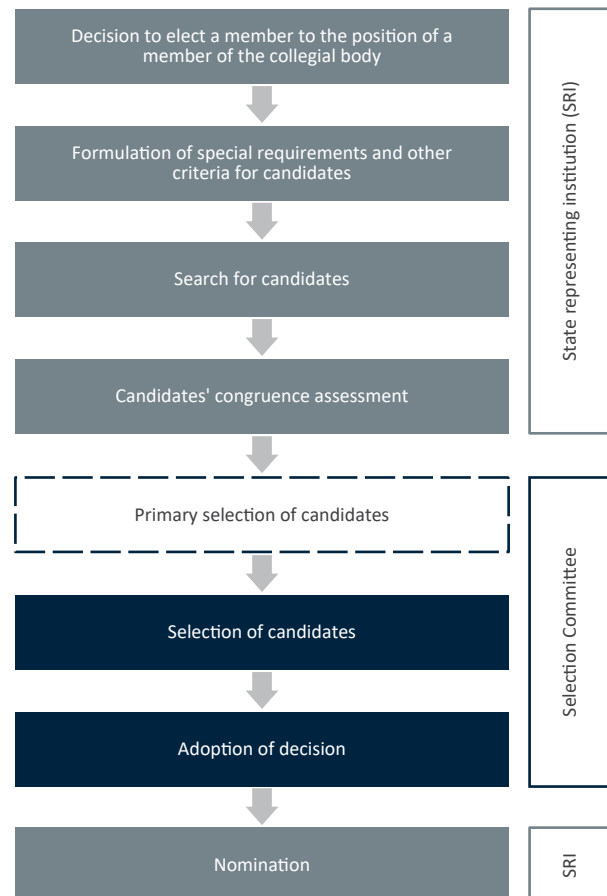 Decision to elect a member to the position of a
member of the collegial body
Formulation of special requirements and other
criteria for candidates
Search for candidates
Candidates' congruence assessment
State representing institution (SRI)
Primary selection of candidates
Selection of candidates
Adoption of decision
Selection Committee
Nomination
SRI